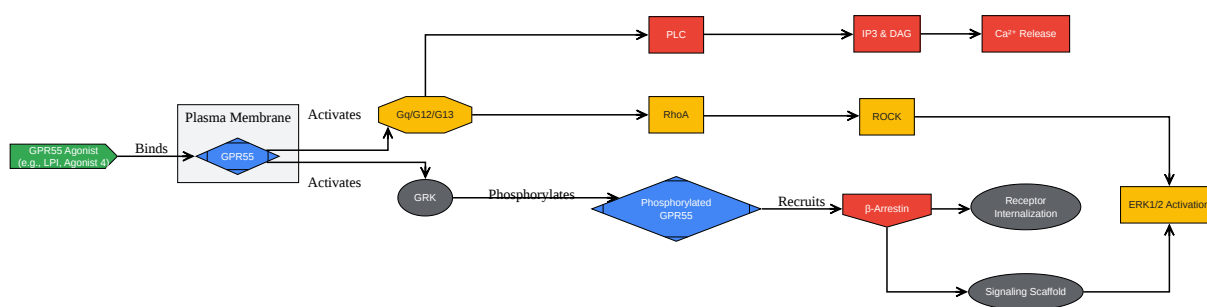 PLC
IP3 & DAG
Ca²⁺ Release
Plasma Membrane
Activates
Gq/G12/G13
RhoA
ROCK
GPR55 Agonist
(e.g., LPI, Agonist 4)
Binds
GPR55
Activates
GRK
Phosphorylates
Phosphorylated
GPR55
Recruits
β-Arrestin
Receptor
Internalization
ERK1/2 Activation
Signaling Scaffold